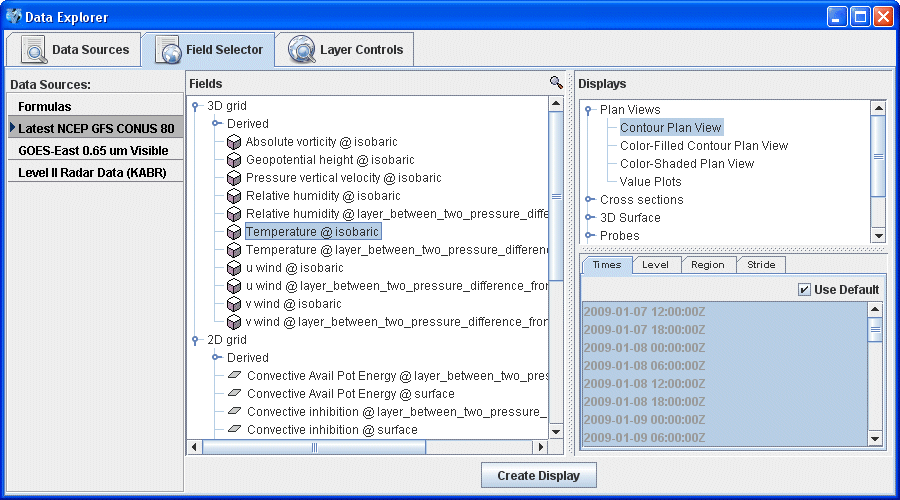 Data Explorer
Data Sources
Field Selector
Layer Controls
Data Sources:
Formulas
Latest NCEP GFS CONUS 80
GOES-East 0.65 um Visible
Level II Radar Data (KABR)
Fields
3D grid
Derived
Absolute vorticity @ isobaric
Geopotential height @ isobaric
Pressure vertical velocity @ isobaric
Relative humidity @ isobaric
Relative humidity @ layer_between_two_pressure_diffe
Temperature @ isobaric
Temperature @ layer_between_two_pressure_differen
u wind @ isobaric
u wind @ layer_between_two_pressure_difference_fror
v wind @ isobaric
v wind @ layer_between_two_pressure_difference_from
2D grid
Derived
Convective Avail Pot Energy @ layer_between_two_pres
Convective Avail Pot Energy @ surface
Convective inhibition @ layer_between_two_pressure_
Convective inhibition @ surface
Displays
Plan Views
Contour Plan View
Color-Filled Contour Plan View
Color-Shaded Plan View
Value Plots
Cross sections
3D Surface
Probes
Times
Level
Region
Stride
Use Default
2009-01-07 12:00:00Z
2009-01-07 18:00:00Z
2009-01-08 00:00:00Z
2009-01-08 06:00:00Z
2009-01-08 12:00:00Z
2009-01-08 18:00:00Z
2009-01-09 00:00:00Z
2009-01-09 06:00:00Z
Create Display